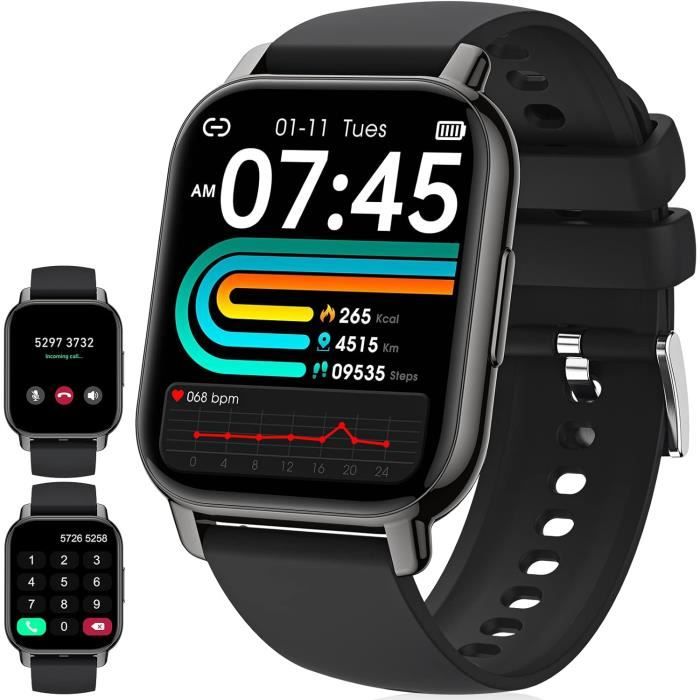 01-11 Tues
AM 07:45
265 Kcal
4515 Km
09535 Steps
068 bpm
0 4 8 12 16 20 24
5297 3732
Incoming call...
5726 5258
1 2 3
4 5 6
7 8 9
0